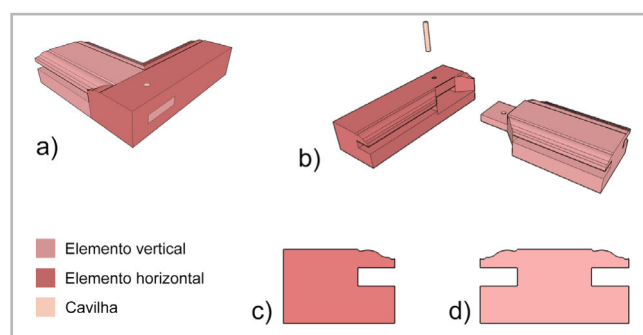 a)
b)
Elemento vertical
Elemento horizontal
Cavilha
c)
d)